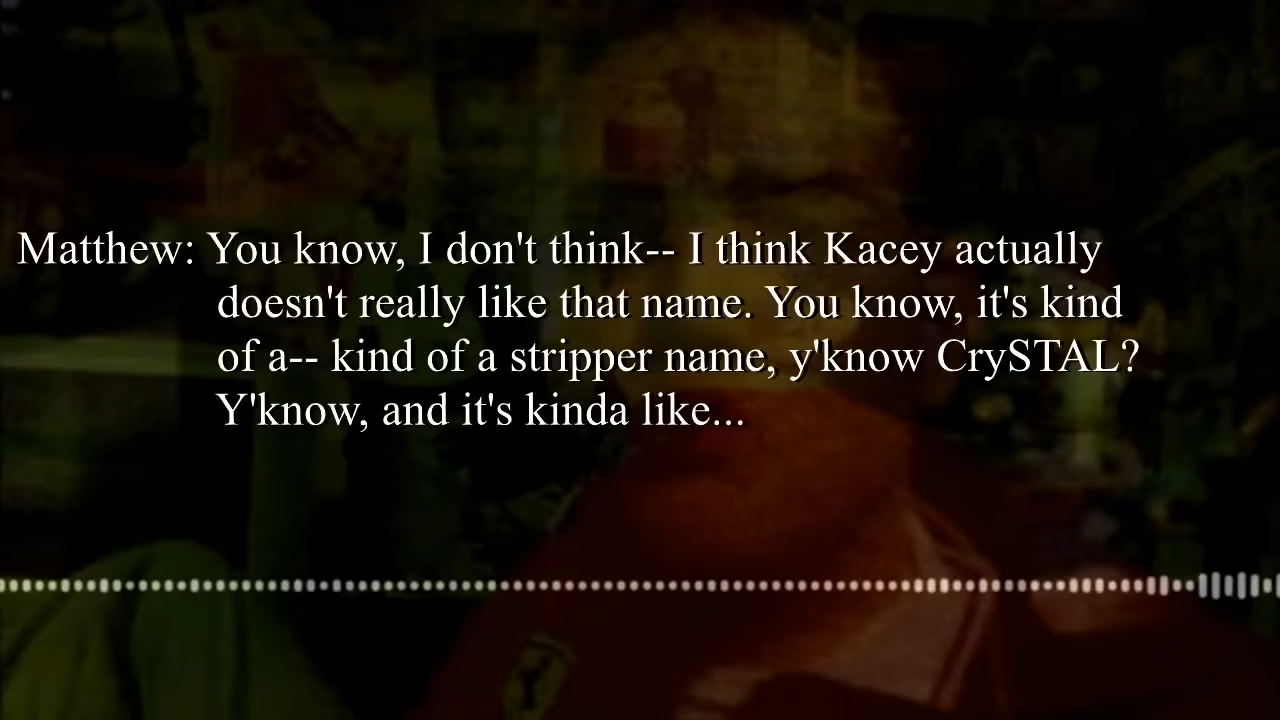 Matthew: You know, I don't think-- I think Kacey actually
doesn't really like that name. You know, it's kind
of a-- kind of a stripper name, y'know CrySTAL?
Y'know, and it's kinda like...